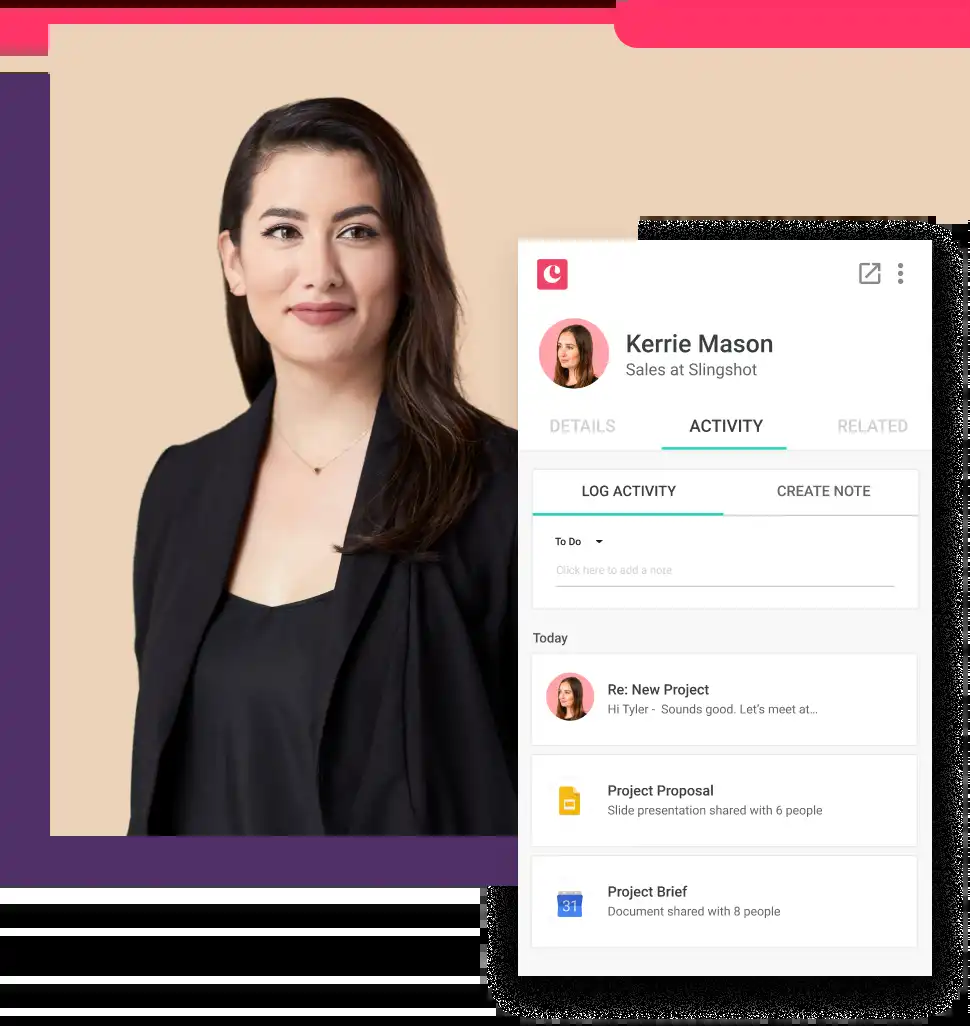 Kerrie Mason
Sales at Slingshot
DETAILS ACTIVITY RELATED
LOG ACTIVITY CREATE NOTE
To Do
Click here to add a note
Today
Re: New Project
Hi Tyler - Sounds good. Let's meet at...
Project Proposal
Slide presentation shared with 6 people
31
Project Brief
Document shared with 8 people